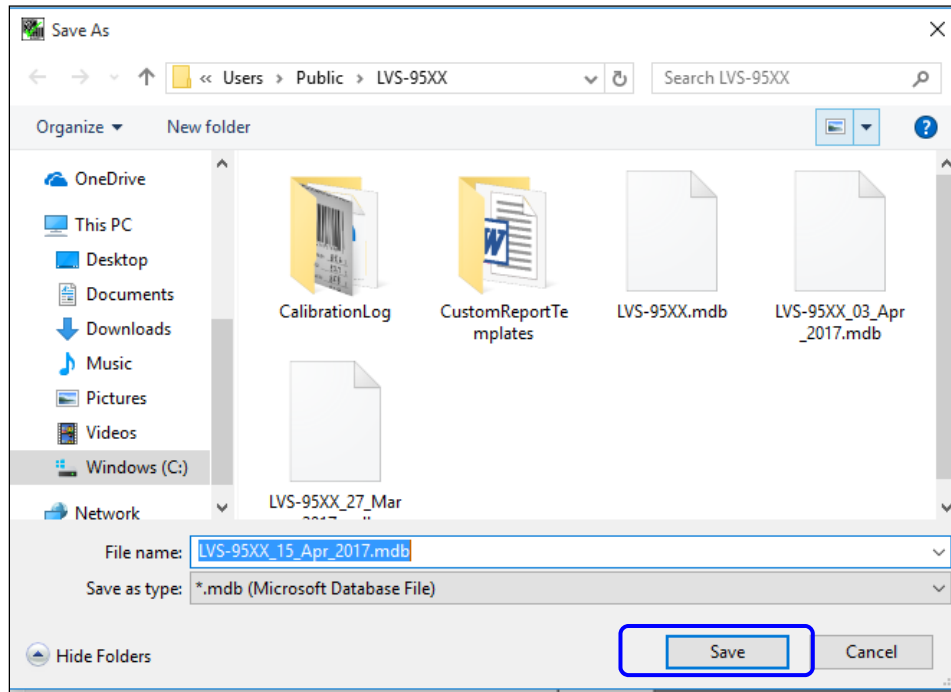 Save As
« Users > Public > LVS-95XX
Search LVS-95XX
Organize
New folder
OneDrive
This PC
Desktop
Documents
Downloads
Music
Pictures
Videos
Windows (C:)
Network
CalibrationLog
CustomReportTe
mplates
LVS-95XX.mdb
LVS-95XX_03_Apr
_2017.mdb
LVS-95XX_27_Mar
File name: LVS-95XX_15_Apr_2017.mdb
Save as type: *.mdb (Microsoft Database File)
Hide Folders
Save
Cancel